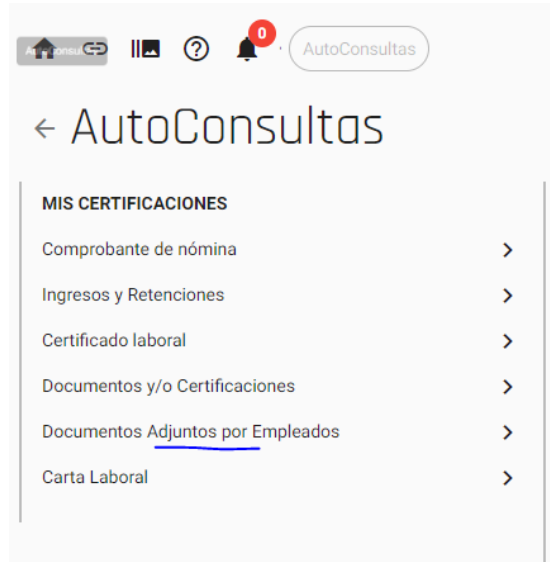 0
AutoConsultas
AutoConsultas
MIS CERTIFICACIONES
Comprobante de nómina
Ingresos y Retenciones
Certificado laboral
Documentos y/o Certificaciones
Documentos Adjuntos por Empleados
Carta Laboral